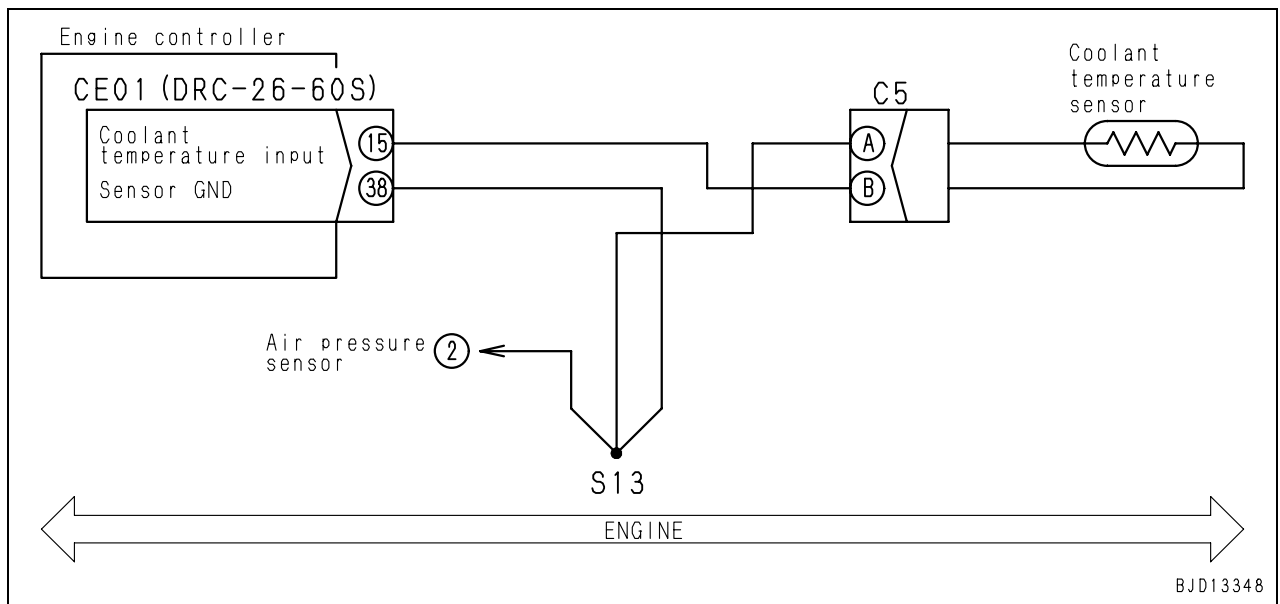 Engine controller
CE01 (DRC-26-60S)
Coolant
temperature input
Sensor GND
15
38
C5
A
B
Coolant
temperature
sensor
Air pressure
sensor
2
S13
ENGINE
BJD13348